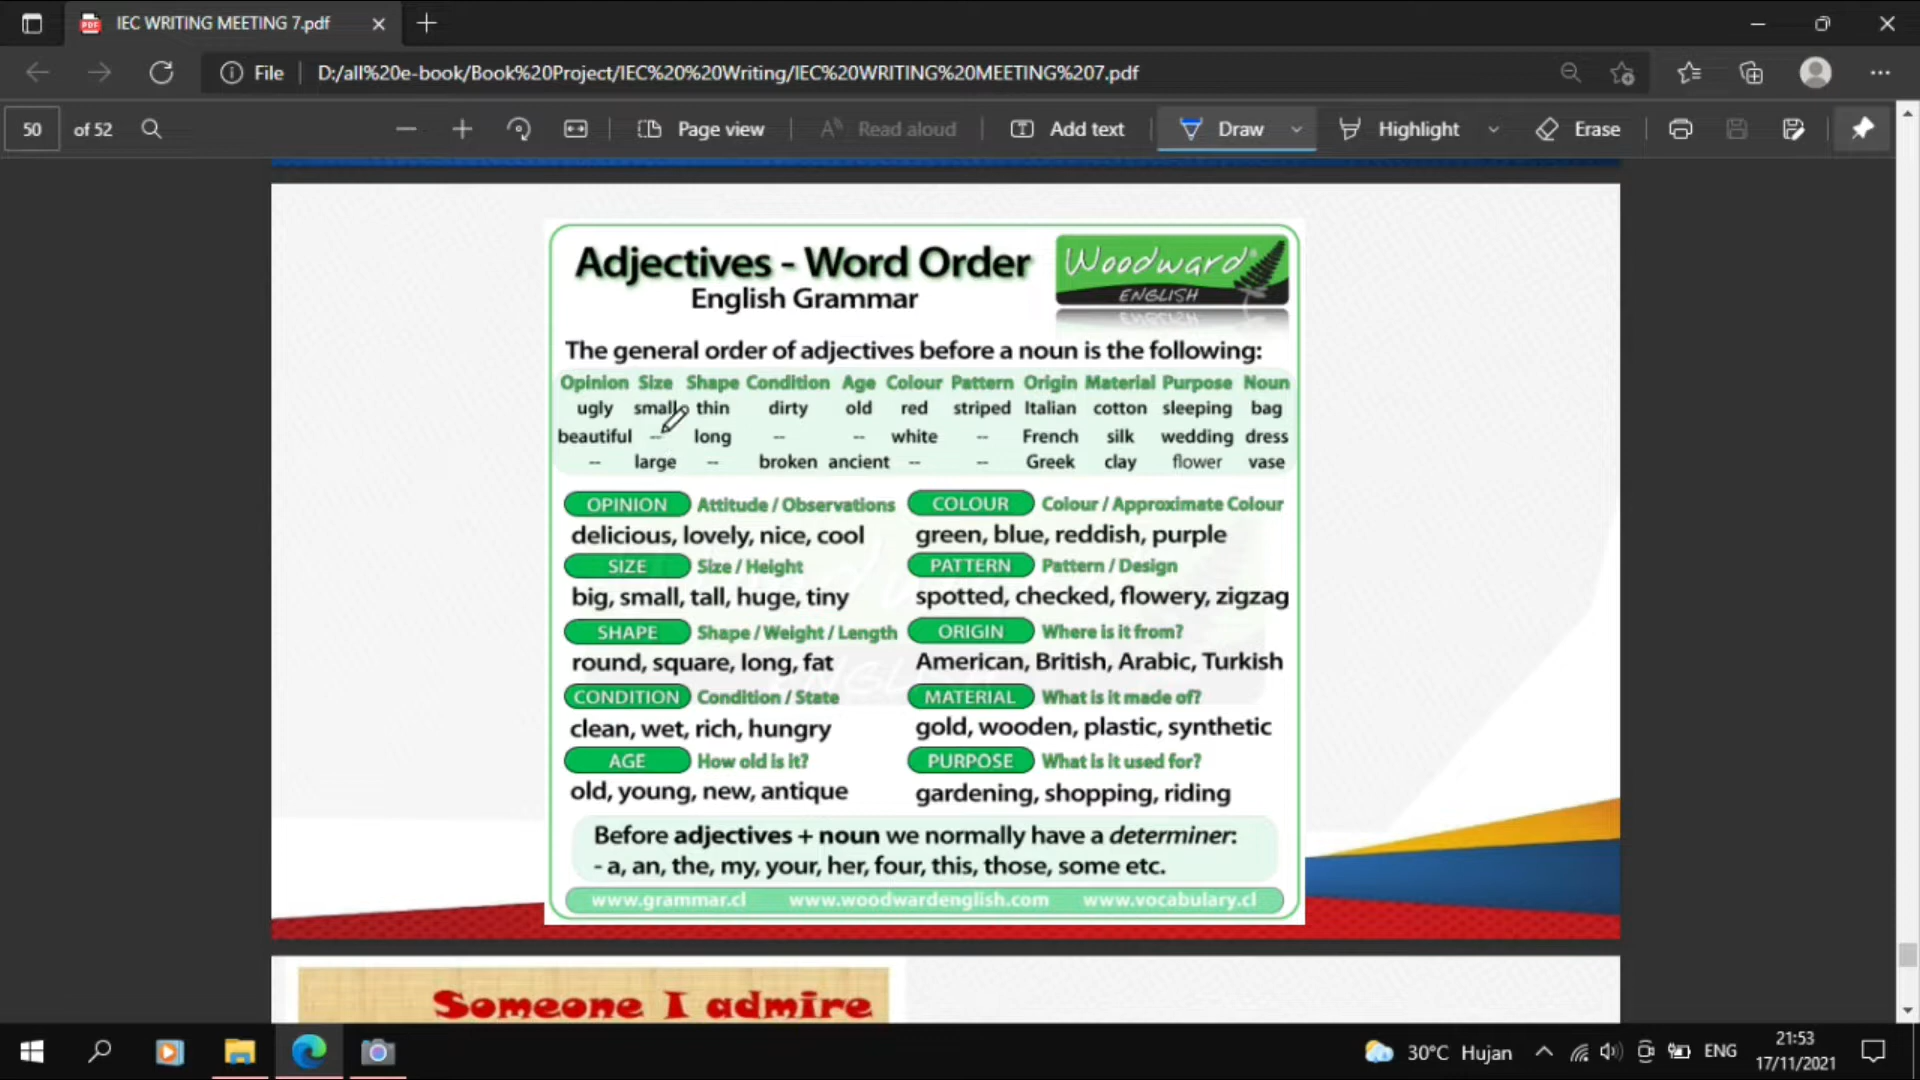 IEC WRITING MEETING 7.pdf
File
D:/all%20e-book/Book%20Project/IEC%20%20Writing/IEC%20WRITING%20MEETING%207.pdf
50 of 52 Page view Read aloud Add text Draw Highlight Erase
Adjectives - Word Order
English Grammar
Woodward®
ENGLISH
The general order of adjectives before a noun is the following:
Opinion Size Shape Condition Age Colour Pattern Origin Material Purpose Noun
ugly small thin dirty old red striped Italian cotton sleeping bag
beautiful -- long -- -- white -- French silk wedding dress
-- large -- broken ancient -- -- Greek clay flower vase
OPINION Attitude / Observations
delicious, lovely, nice, cool
SIZE Size / Height
big, small, tall, huge, tiny
SHAPE Shape / Weight / Length
round, square, long, fat
CONDITION Condition / State
clean, wet, rich, hungry
AGE How old is it?
old, young, new, antique
COLOUR Colour / Approximate Colour
green, blue, reddish, purple
PATTERN Pattern / Design
spotted, checked, flowery, zigzag
ORIGIN Where is it from?
American, British, Arabic, Turkish
MATERIAL What is it made of?
gold, wooden, plastic, synthetic
PURPOSE What is it used for?
gardening, shopping, riding
Before adjectives + noun we normally have a determiner:
- a, an, the, my, your, her, four, this, those, some etc.
www.grammar.cl www.woodwardenglish.com www.vocabulary.cl
Someone I admire
30°C Hujan ENG
21:53
17/11/2021